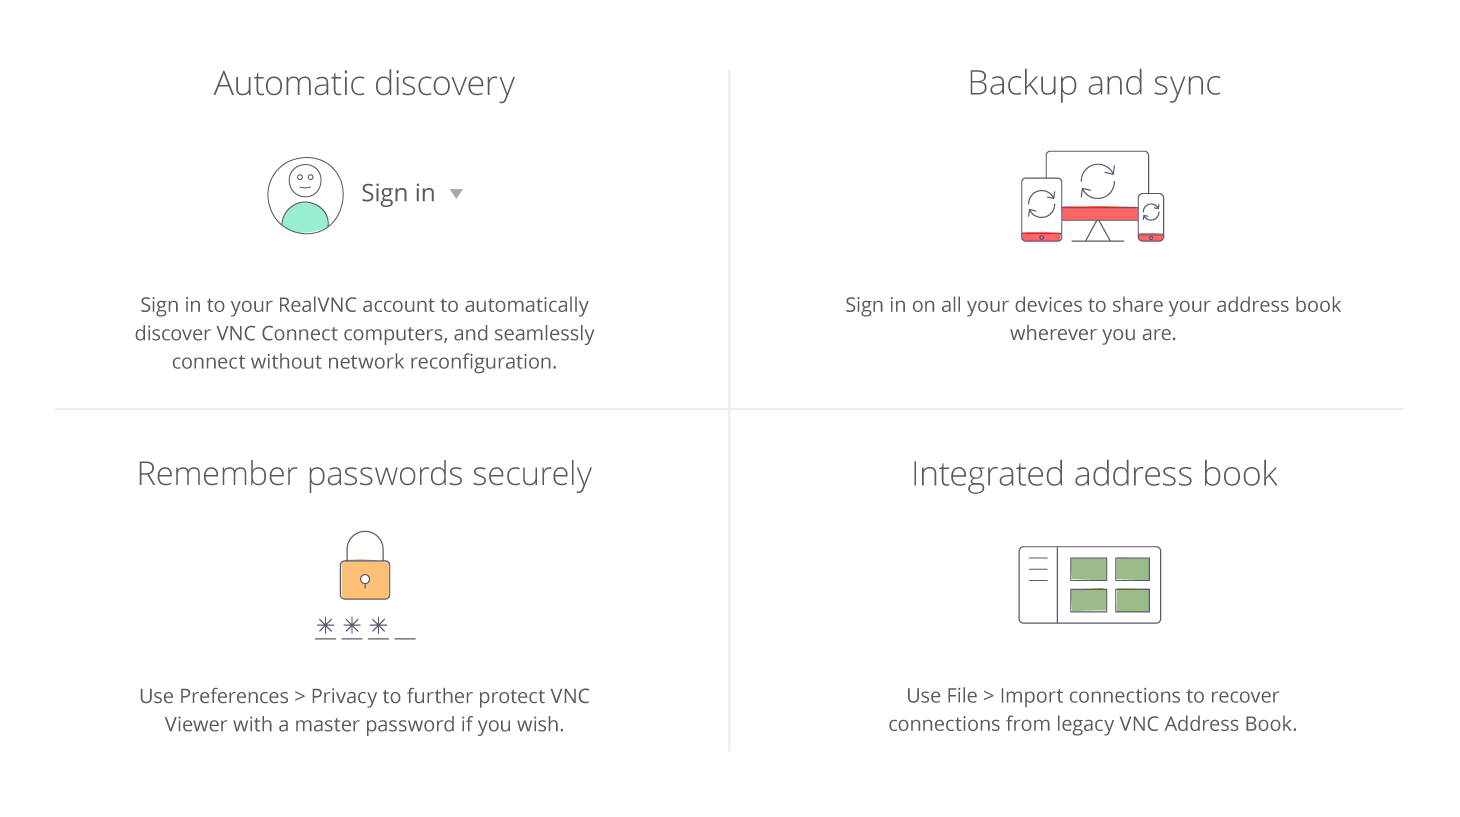 Automatic discovery
Sign in
Sign in to your RealVNC account to automatically
discover VNC Connect computers, and seamlessly
connect without network reconfiguration.
Backup and sync
Sign in on all your devices to share your address book
wherever you are.
Remember passwords securely
Use Preferences > Privacy to further protect VNC
Viewer with a master password if you wish.
Integrated address book
Use File > Import connections to recover
connections from legacy VNC Address Book.